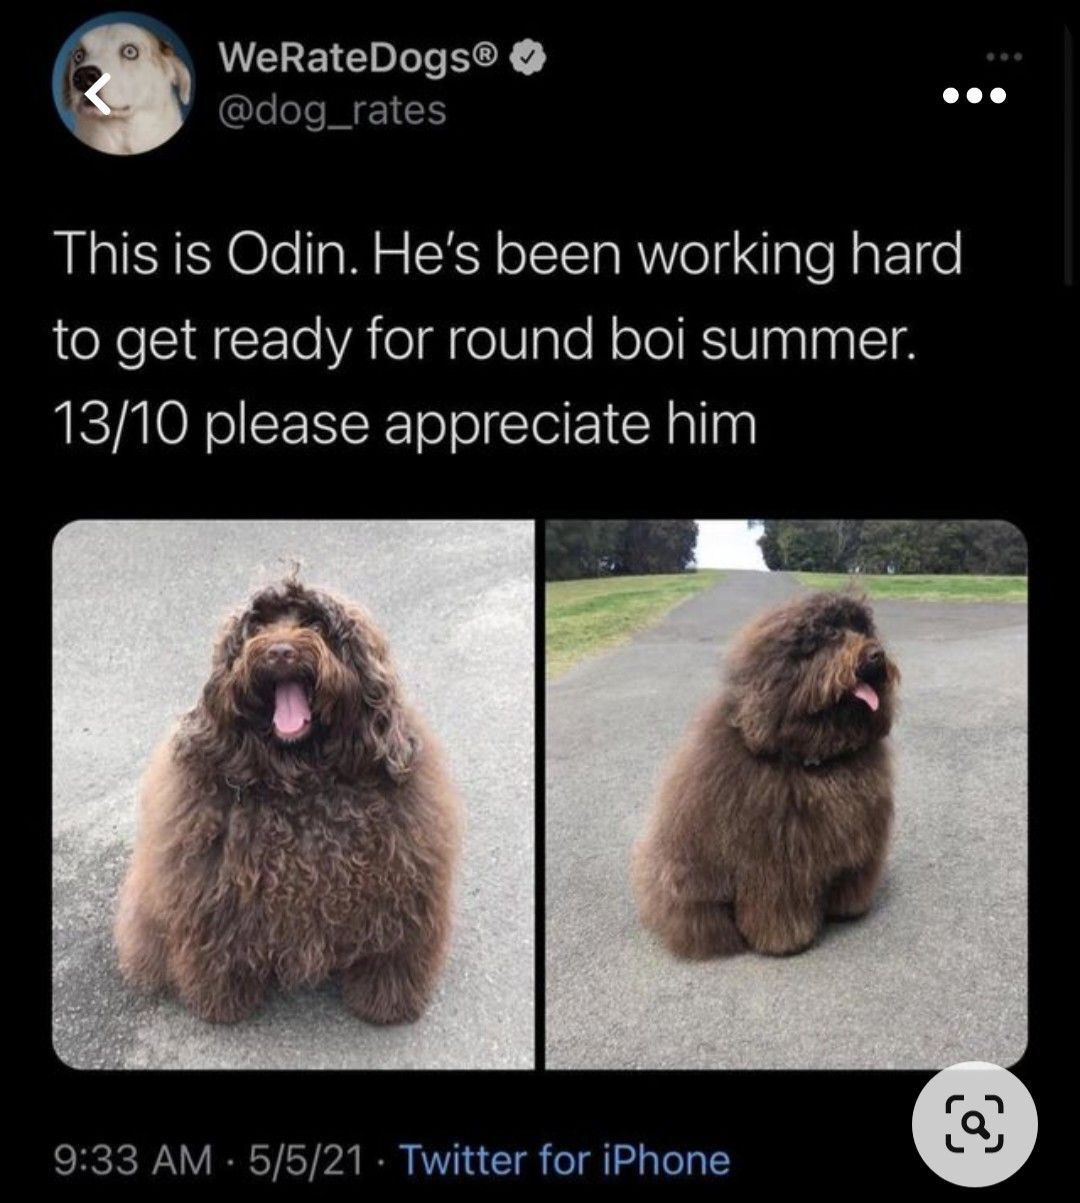 WeRateDogs®
@dog_rates
This is Odin. He's been working hard
to get ready for round boi summer.
13/10 please appreciate him
9:33 AM · 5/5/21 · Twitter for iPhone